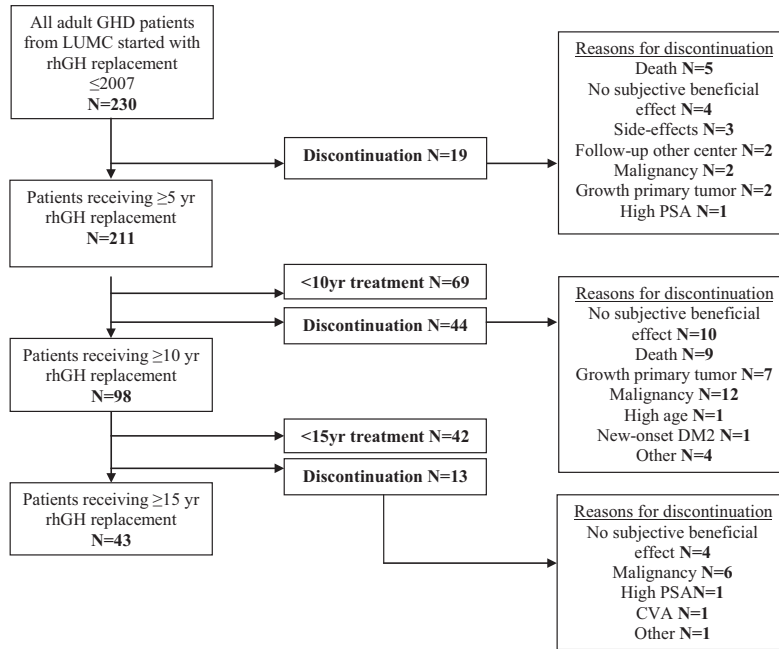 All adult GHD patients
from LUMC started with
rhGH replacement
≤2007
N=230
Discontinuation N=19
Reasons for discontinuation
Death N=5
No subjective beneficial
effect N=4
Side-effects N=3
Follow-up other center N=2
Malignancy N=2
Growth primary tumor N=2
High PSA N=1
Patients receiving ≥5 yr
rhGH replacement
N=211
<10yr treatment N=69
Discontinuation N=44
Reasons for discontinuation
No subjective beneficial
effect N=10
Death N=9
Growth primary tumor N=7
Malignancy N=12
High age N=1
New-onset DM2 N=1
Other N=4
Patients receiving ≥10 yr
rhGH replacement
N=98
<15yr treatment N=42
Discontinuation N=13
Reasons for discontinuation
No subjective beneficial
effect N=4
Malignancy N=6
High PSAN=1
CVA N=1
Other N=1
Patients receiving ≥15 yr
rhGH replacement
N=43